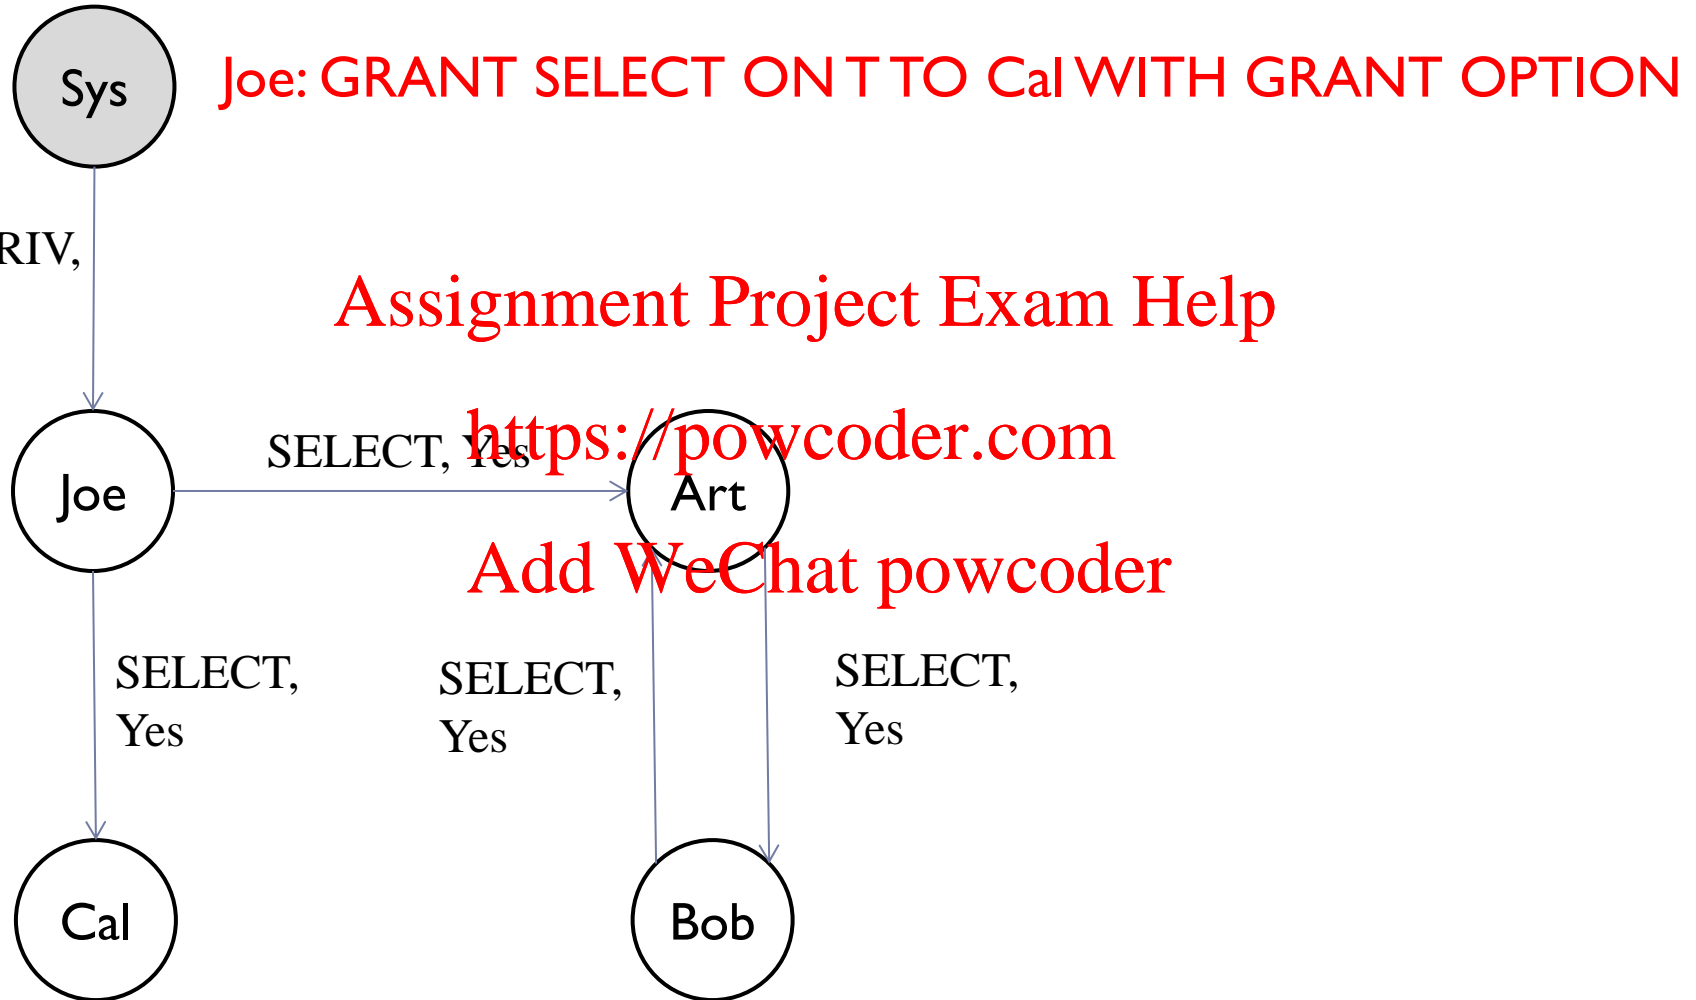 Sys
Joe: GRANT SELECT ON T TO Cal WITH GRANT OPTION
RIV,
Assignment Project Exam Help
https://powcoder.com
SELECT, Yes
Joe
Art
Add WeChat powcoder
SELECT,
Yes
SELECT,
Yes
SELECT,
Yes
Cal
Bob